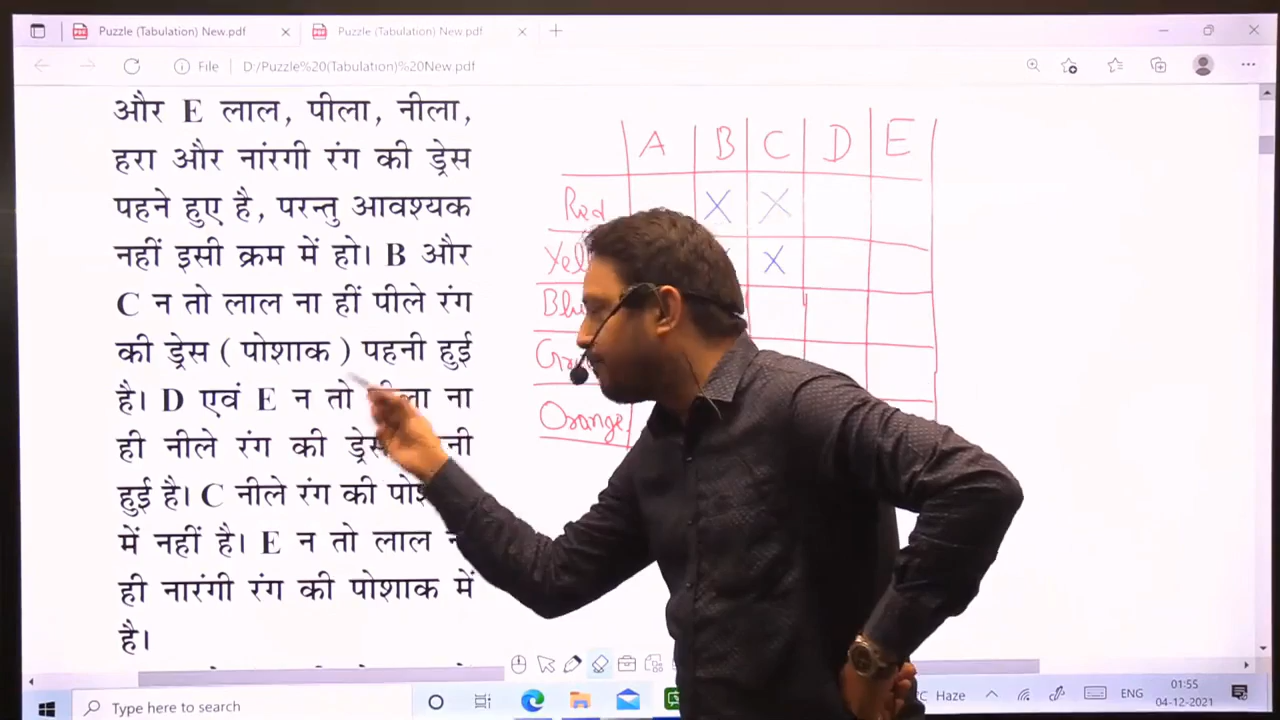 Puzzle (Tabulation) New.pdf
Puzzle (Tabulation) New.pdf
File D:/Puzzle%20(Tabulation)%20New.pdf
और E लाल, पीला, नीला,
हरा और नांरगी रंग की ड्रेस
पहने हुए है, परन्तु आवश्यक
नहीं इसी क्रम में हो। B और
C न तो लाल ना हीं पीले रंग
की ड्रेस ( पोशाक ) पहनी हुई
है। D एवं E न तो ना
ही नीले रंग की
हुई है। C नीले रंग की
में नहीं है। E न तो लाल
ही नारंगी रंग की पोशाक में
है।
A B C D E
Red X X
X
Orange
Type here to search
Haze
ENG
01:55
04-12-2021